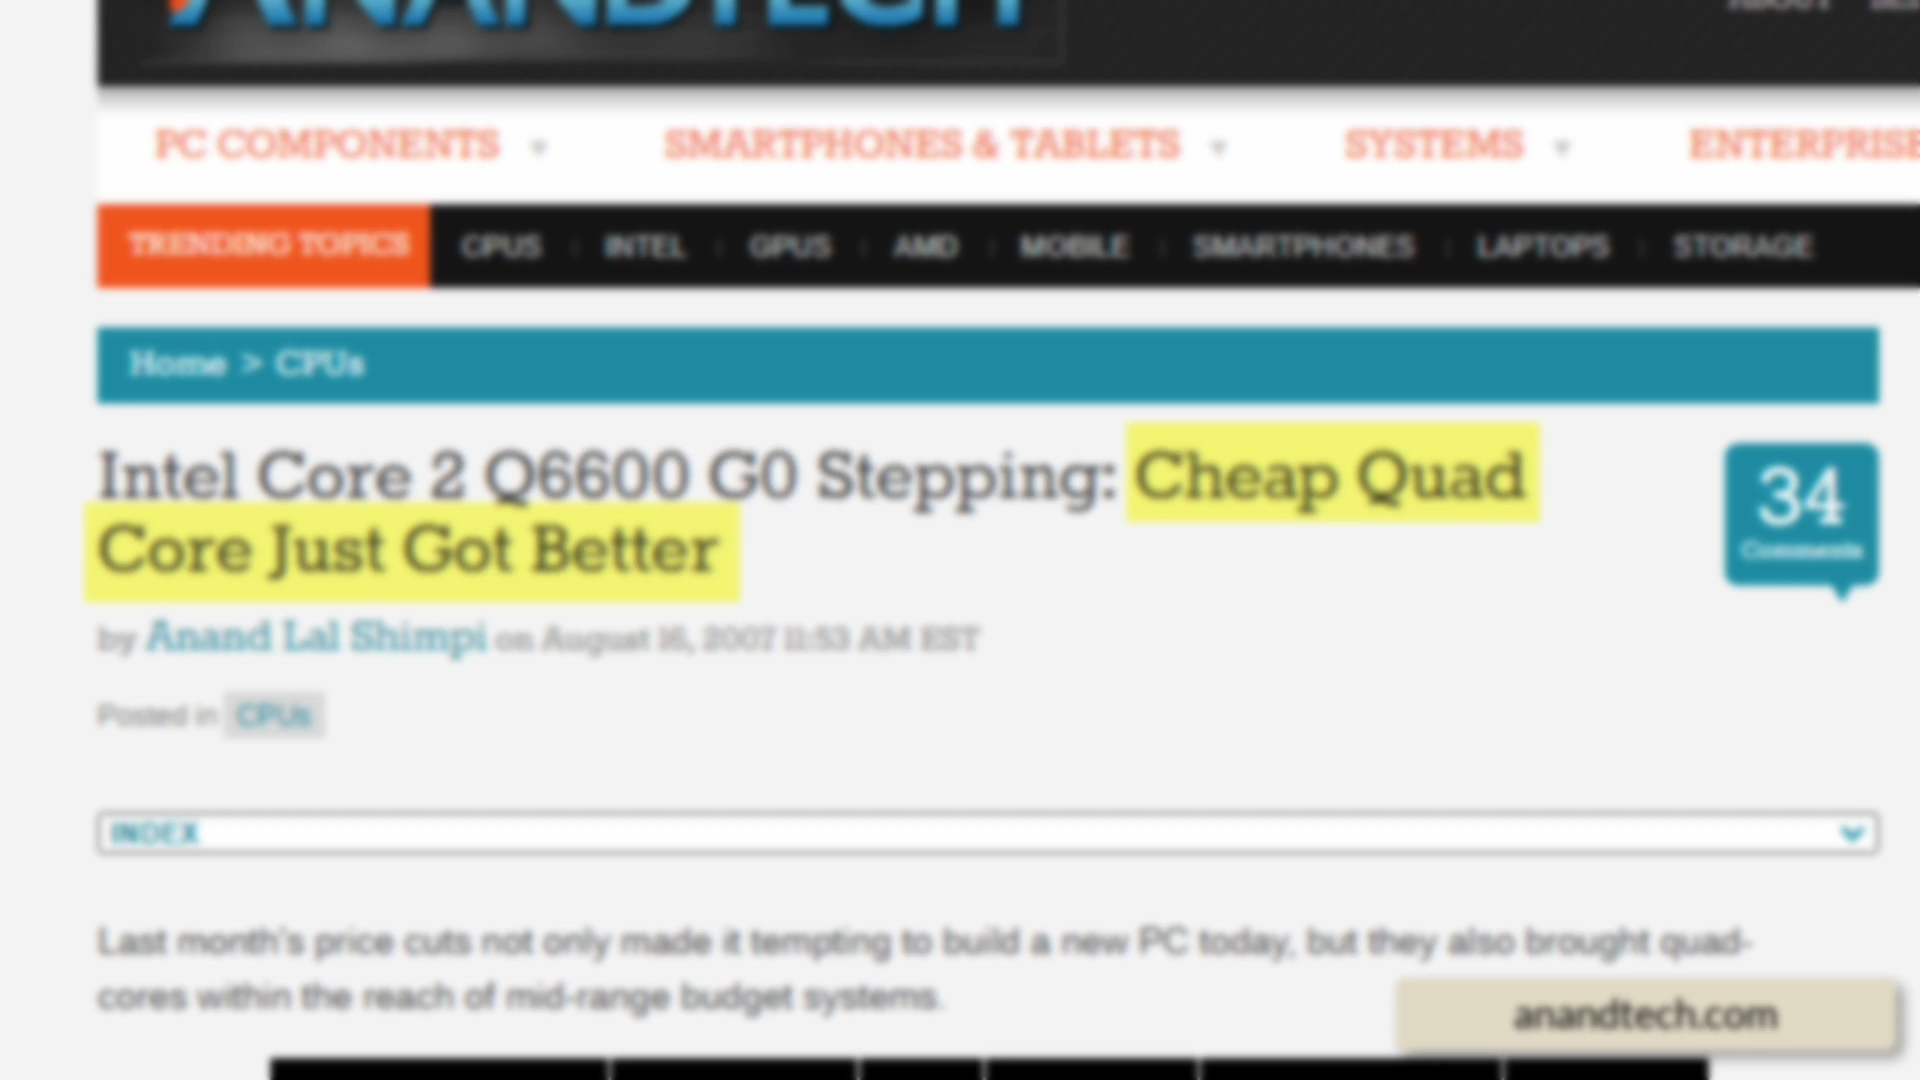 ANANDTECH
ABOUT
PC COMPONENTS SMARTPHONES & TABLETS SYSTEMS ENTERPRISE
TRENDING TOPICS CPUS INTEL GPUS AMD MOBILE SMARTPHONES LAPTOPS STORAGE
Home > CPUs
Intel Core 2 Q6600 G0 Stepping: Cheap Quad
Core Just Got Better
34
Comments
by Anand Lal Shimpi on August 16, 2007 11:53 AM EST
Posted in CPUs
INDEX
Last month's price cuts not only made it tempting to build a new PC today, but they also brought quad-
cores within the reach of mid-range budget systems.
anandtech.com